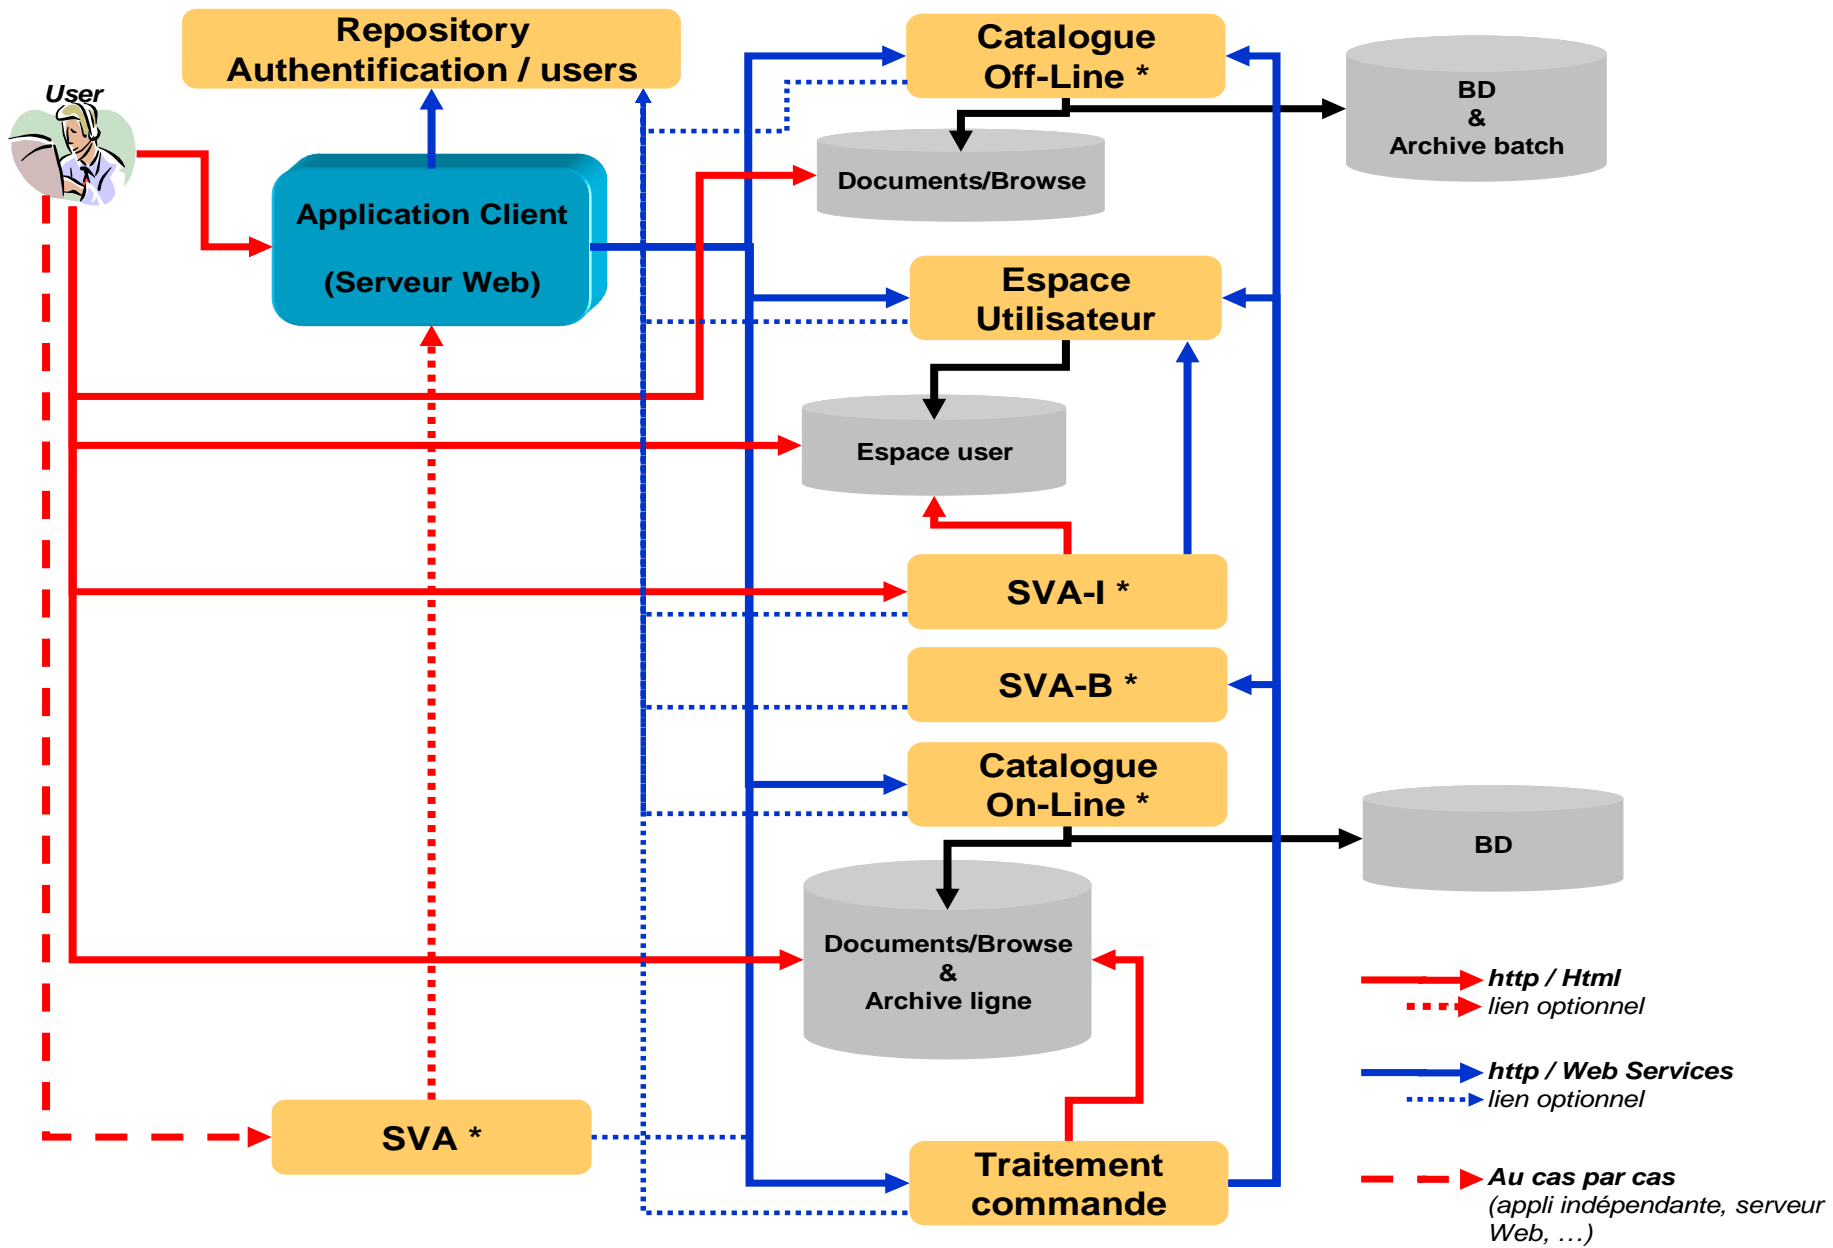 Repository
Authentification / users
User
Application Client
(Serveur Web)
Catalogue
Off-Line *
BD
&
Archive batch
Documents/Browse
Espace
Utilisateur
Espace user
SVA-I *
SVA-B *
Catalogue
On-Line *
BD
Documents/Browse
&
Archive ligne
SVA *
Traitement
commande
http / Html
lien optionnel
http / Web Services
lien optionnel
Au cas par cas
(appli indépendante, serveur
Web, …)